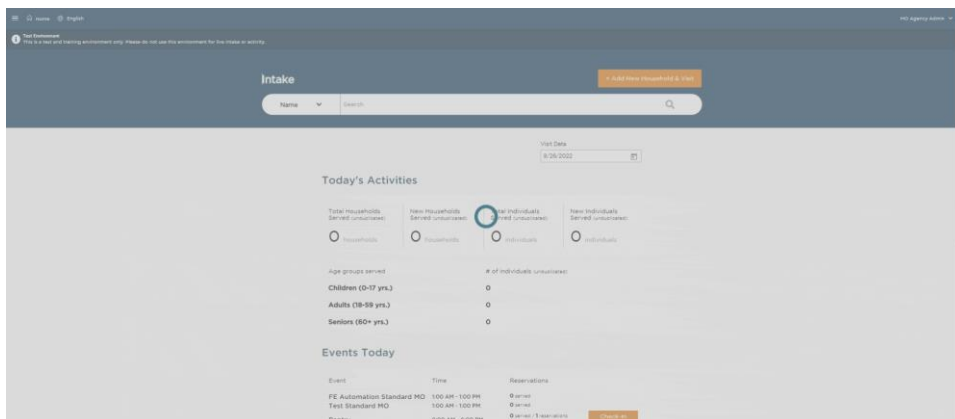 Home English MO Agency Admin
Test Environment
This is a test and training environment only. Please do not use this environment for live intake or activity.
Intake
+ Add New Household & Visit
Name Search
Visit Date
8/29/2022
Today's Activities
Total Households New Households Total Individuals New Individuals
Served (unduplicated) Served (unduplicated) Served (unduplicated) Served (unduplicated)
0 households 0 households 0 individuals 0 individuals
Age groups served # of individuals (unduplicated)
Children (0-17 yrs.) 0
Adults (18-59 yrs.) 0
Seniors (60+ yrs.) 0
Events Today
Event Time Reservations
FE Automation Standard MO 1:00 AM - 1:00 PM 0 served
Test Standard MO 1:00 AM - 1:00 PM 0 served
0 served / 1 reservations Check in